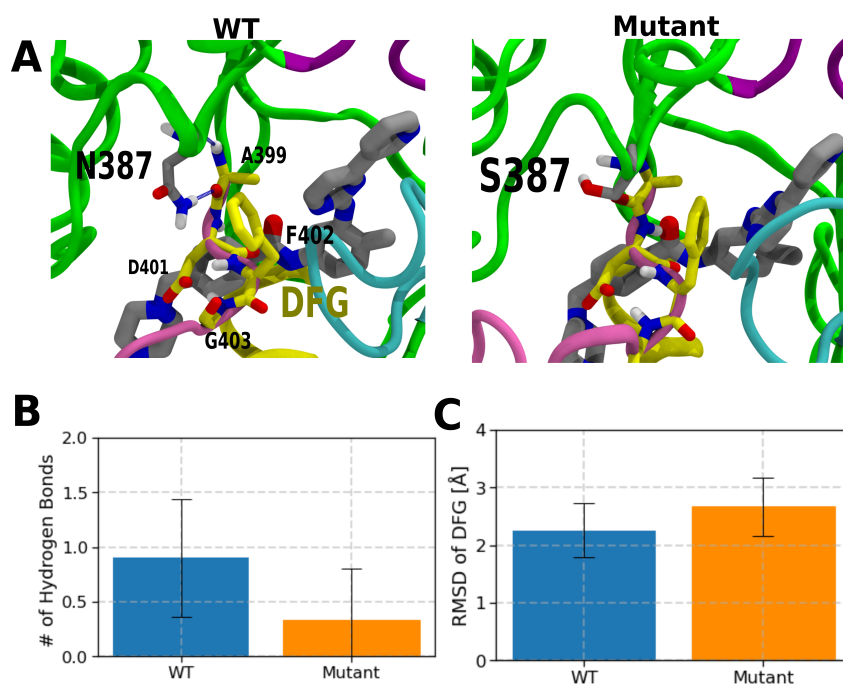 WT
Mutant
A
N387
A399
S387
F402
D401
DFG
G403
B
C
2.0
1.5
1.0
0.5
0.0
# of Hydrogen Bonds
WT
Mutant
4
3
2
1
0
RMSD of DFG [Å]
WT
Mutant